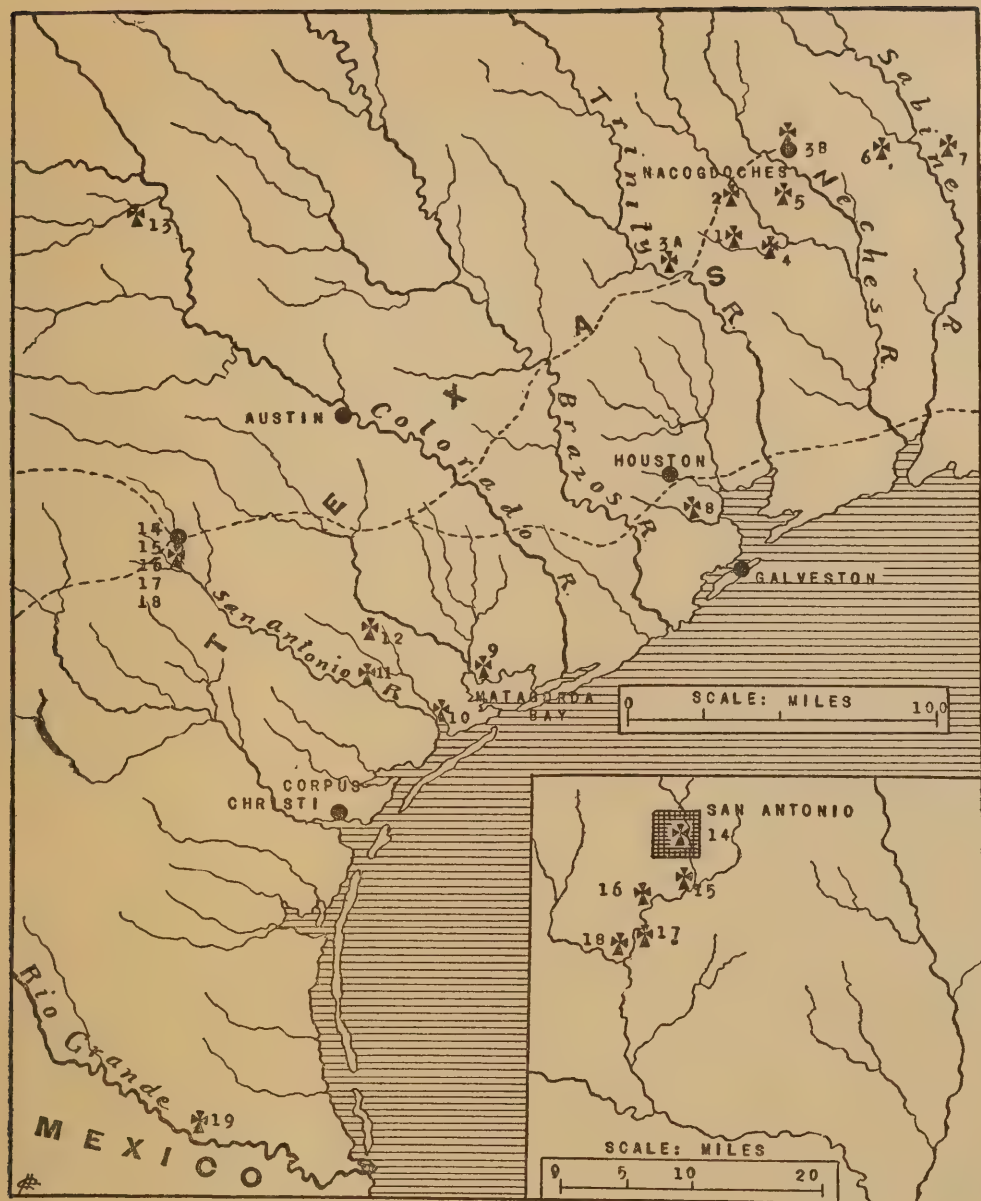 Sabine R.
Trinity R.
3B
6
7
NACOGDOCHES
Neches R.
2
5
13
1
3A
4
TEXAS
AUSTIN
Colorado R.
Brazos R.
HOUSTON
8
14
15
16
17
18
GALVESTON
San Antonio R.
12
9
11
MATAGORDA
BAY
10
SCALE: MILES
0 100
CORPUS
CHRISTI
SAN ANTONIO
14
16
15
18
17
Rio Grande
19
MEXICO
SCALE: MILES
0 5 10 20